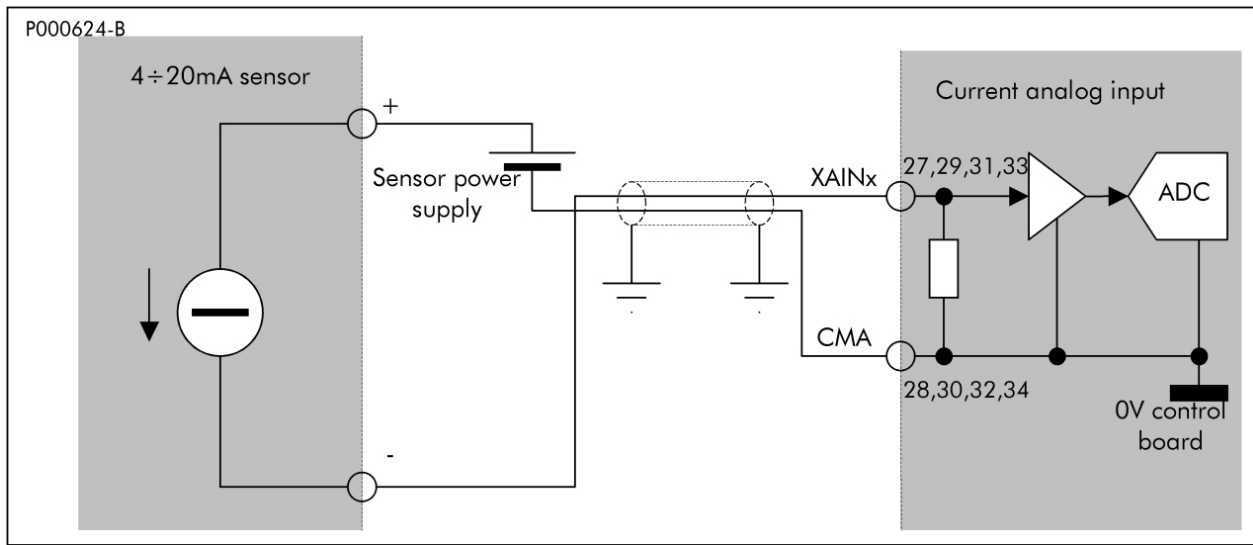 P000624-B
4÷20mA sensor
+
Sensor power
supply
-
XAINx
CMA
Current analog input
27,29,31,33
ADC
28,30,32,34
0V control
board